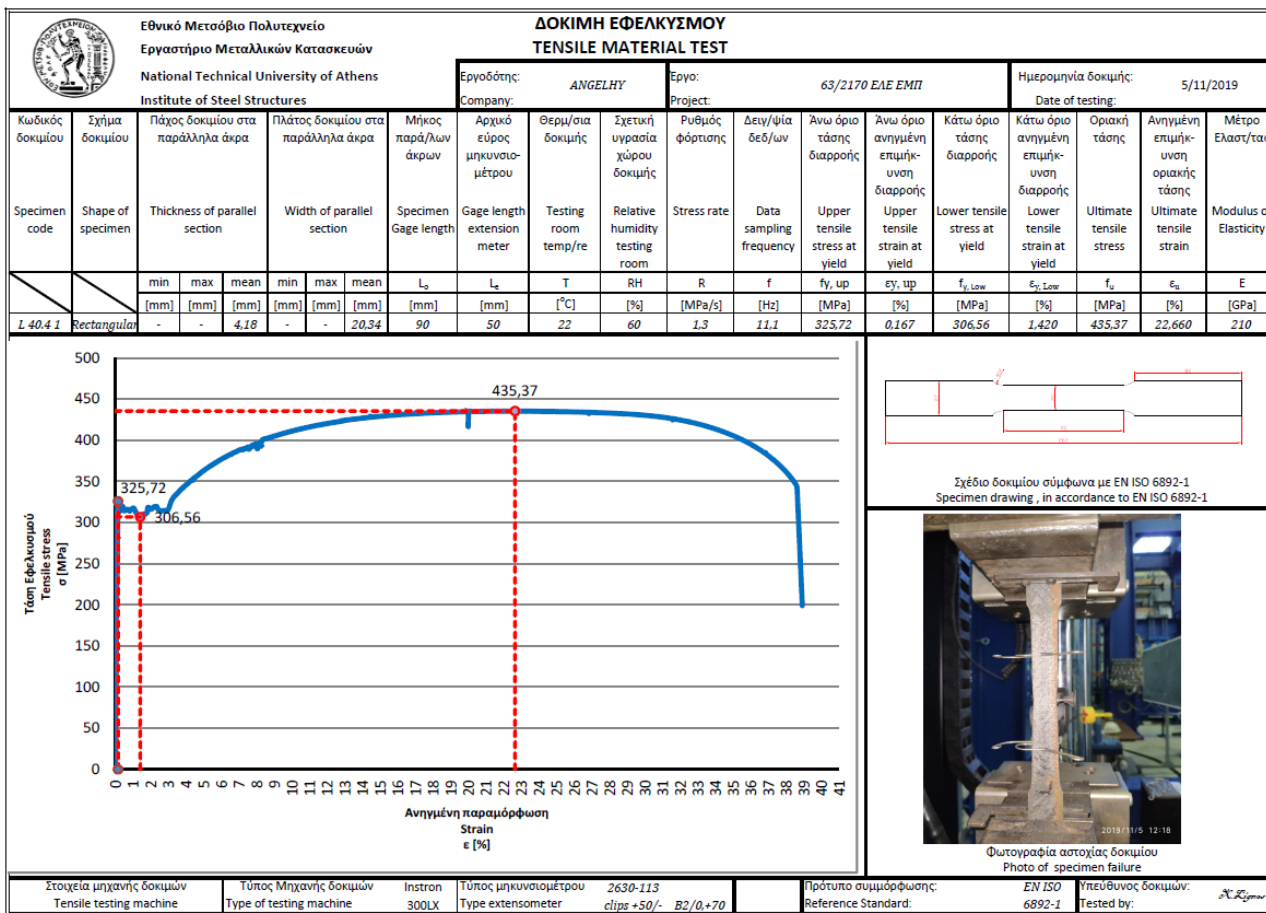 Εθνικό Μετσόβιο Πολυτεχνείο
Εργαστήριο Μεταλλικών Κατασκευών
National Technical University of Athens
Institute of Steel Structures
ΔΟΚΙΜΗ ΕΦΕΛΚΥΣΜΟΥ
TENSILE MATERIAL TEST
Εργοδότης: ANGELHY Έργο: 63/2170 ΕΛΕ ΕΜΠ Ημερομηνία δοκιμής: 5/11/2019
Company: Project: Date of testing:
Κωδικός δοκιμίου
Σχήμα δοκιμίου
Πάχος δοκιμίου στα παράλληλα άκρα
Πλάτος δοκιμίου στα παράλληλα άκρα
Μήκος παρά/λων άκρων
Αρχικό εύρος μηκυνσιο-μέτρου
Θερμ/σια δοκιμής
Σχετική υγρασία χώρου δοκιμής
Ρυθμός φόρτισης
Δειγ/ψία δεδ/ων
Άνω όριο τάσης διαρροής
Άνω όριο ανηγμένη επιμήκ-υνση διαρροής
Κάτω όριο τάσης διαρροής
Κάτω όριο ανηγμένη επιμήκ-υνση διαρροής
Οριακή τάσης
Ανηγμένη επιμήκ-υνση οριακής τάσης
Μέτρο Ελαστ/τας
Specimen code
Shape of specimen
Thickness of parallel section
Width of parallel section
Specimen Gage length
Gage length extension meter
Testing room temp/re
Relative humidity testing room
Stress rate
Data sampling frequency
Upper tensile stress at yield
Upper tensile strain at yield
Lower tensile stress at yield
Lower tensile strain at yield
Ultimate tensile stress
Ultimate tensile strain
Modulus o Elasticity
min max mean min max mean Lo Le T RH R f fy, up εy, up fy, Low εy, Low fu εu E
[mm] [mm] [mm] [mm] [mm] [mm] [mm] [mm] [°C] [%] [MPa/s] [Hz] [MPa] [%] [MPa] [%] [MPa] [%] [GPa]
L 40.4 1 Rectangular - - 4,18 - - 20,34 90 50 22 60 1,3 11,1 325,72 0,167 306,56 1,420 435,37 22,660 210
Τάση Εφελκυσμού
Tensile stress
σ [MPa]
500
450
400
350
300
250
200
150
100
50
0
435,37
325,72
306,56
0 1 2 3 4 5 6 7 8 9 10 11 12 13 14 15 16 17 18 19 20 21 22 23 24 25 26 27 28 29 30 31 32 33 34 35 36 37 38 39 40 41
Ανηγμένη παραμόρφωση
Strain
ε [%]
Σχέδιο δοκιμίου σύμφωνα με EN ISO 6892-1
Specimen drawing , in accordance to EN ISO 6892-1
2019/11/5 12:18
Φωτογραφία αστοχίας δοκιμίου
Photo of specimen failure
Στοιχεία μηχανής δοκιμών Τύπος Μηχανής δοκιμών Instron Τύπος μηκυνσιομέτρου 2630-113 Πρότυπο συμμόρφωσης: EN ISO Υπεύθυνος δοκιμών:
Tensile testing machine Type of testing machine 300LX Type extensometer clips +50/- B2/0,+70 Reference Standard: 6892-1 Tested by: